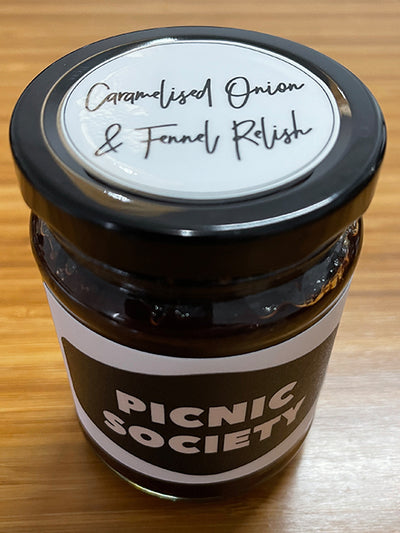 Caramelised Onion
& Fennel Relish
PICNIC
SOCIETY